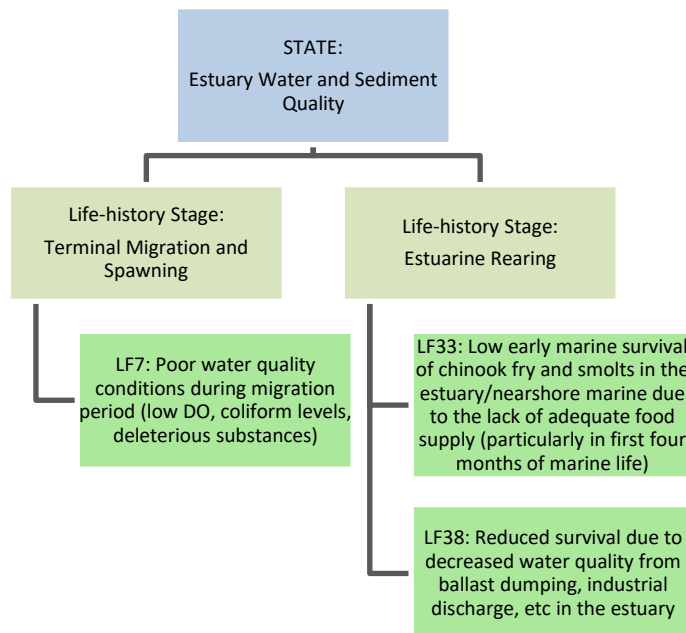 STATE:
Estuary Water and Sediment
Quality
Life-history Stage:
Terminal Migration and
Spawning
Life-history Stage:
Estuarine Rearing
LF7: Poor water quality
conditions during migration
period (low DO, coliform levels,
deleterious substances)
LF33: Low early marine survival
of chinook fry and smolts in the
estuary/nearshore marine due
to the lack of adequate food
supply (particularly in first four
months of marine life)
LF38: Reduced survival due to
decreased water quality from
ballast dumping, industrial
discharge, etc in the estuary